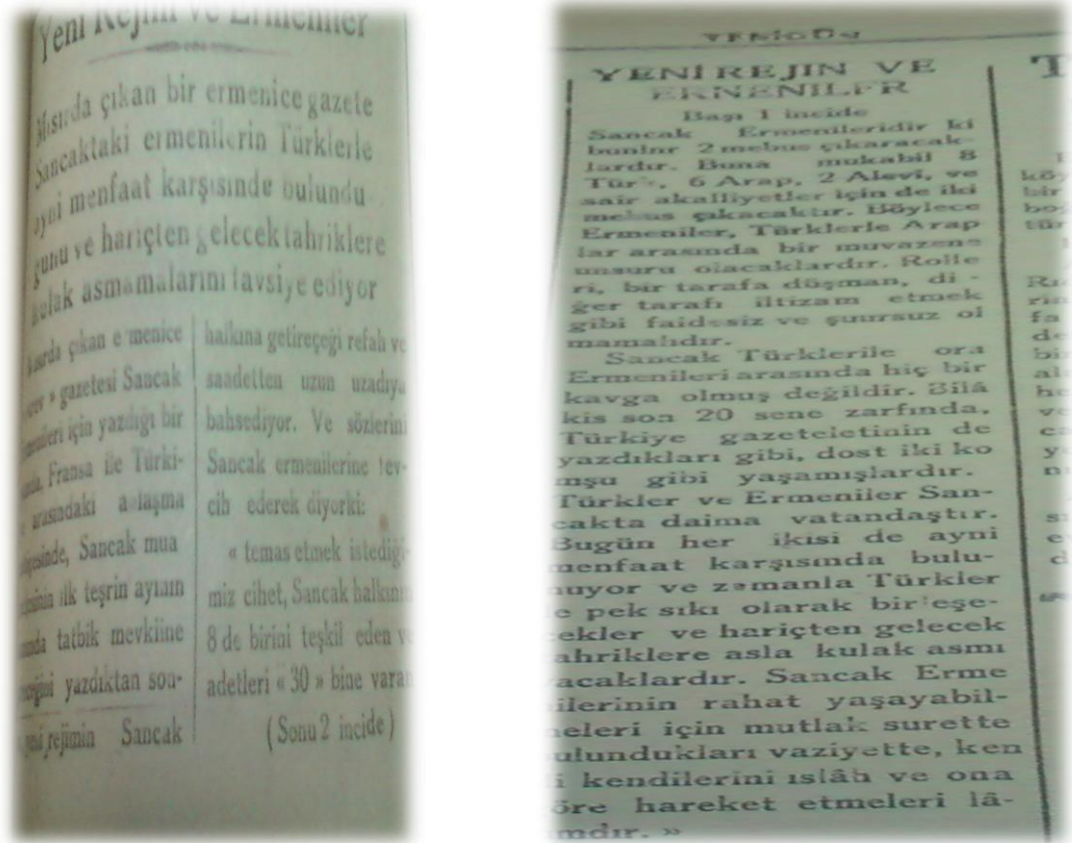 Yeni Rejim ve Ermeniler
Mısırda çıkan bir ermenice gazete
Sancaktaki ermenilerin Türklerle
ayni menfaat karşısınde bulundu
ğunu ve hariçten gelecek tahriklere
kulak asmamalarını tavsiye ediyor
Mısırda çıkan e menice
» gazetesi Sancak
için yazdığı bir
Fransa ile Türki-
arasındaki a laşma
Sancak mua
ilk teşrin ayının
tatbik mevkiine
yazdıktan son-
yeni rejimin Sancak
halkına getireçeği refah ve
saadetten uzun uzadıya
bahsediyor. Ve sözlerini
Sancak ermenilerine tev-
cih ederek diyorki:
« temas etmek istediği-
miz cihet, Sancak halkının
8 de birini teşkil eden ve
adetleri « 30 » bine varan
(Sonu 2 incide)
YENİGÜN
YENİ REJIN VE
ERNENILER
Başı 1 incide
Sancak Ermenileridir ki
bunlar 2 mebus çıkaracak-
lardır. Buna mukabil 8
Tür , 6 Arap, 2 Alevi, ve
sair akalliyetler için de iki
mebus çıkacaktır. Böylece
Ermeniler, Türklerle Arap
lar arasında bir muvazene
unsuru olacaklardır. Rolle
ri, bir tarafa düşman, di -
ğer tarafı iltizam etmek
gibi faidesiz ve şuursuz ol
mamalıdır.
Sancak Türklerile ora
Ermenileri arasında hiç bir
kavga olmuş değildir. Bilâ
kis son 20 sene zarfında,
Türkiye gazeteletinin de
yazdıkları gibi, dost iki ko
mşu gibi yaşamışlardır.
Türkler ve Ermeniler San-
cakta daima vatandaştır.
Bugün her ikisi de ayni
menfaat karşısında bulu-
nuyor ve zamanla Türkler
e pek sıkı olarak birleşe-
cekler ve hariçten gelecek
tahriklere asla kulak asmı
yacaklardır. Sancak Erme
nilerinin rahat yaşayabil-
meleri için mutlak surette
bulundukları vaziyette, ken
di kendilerini ıslâh ve ona
göre hareket etmeleri lâ-
zımdır. »